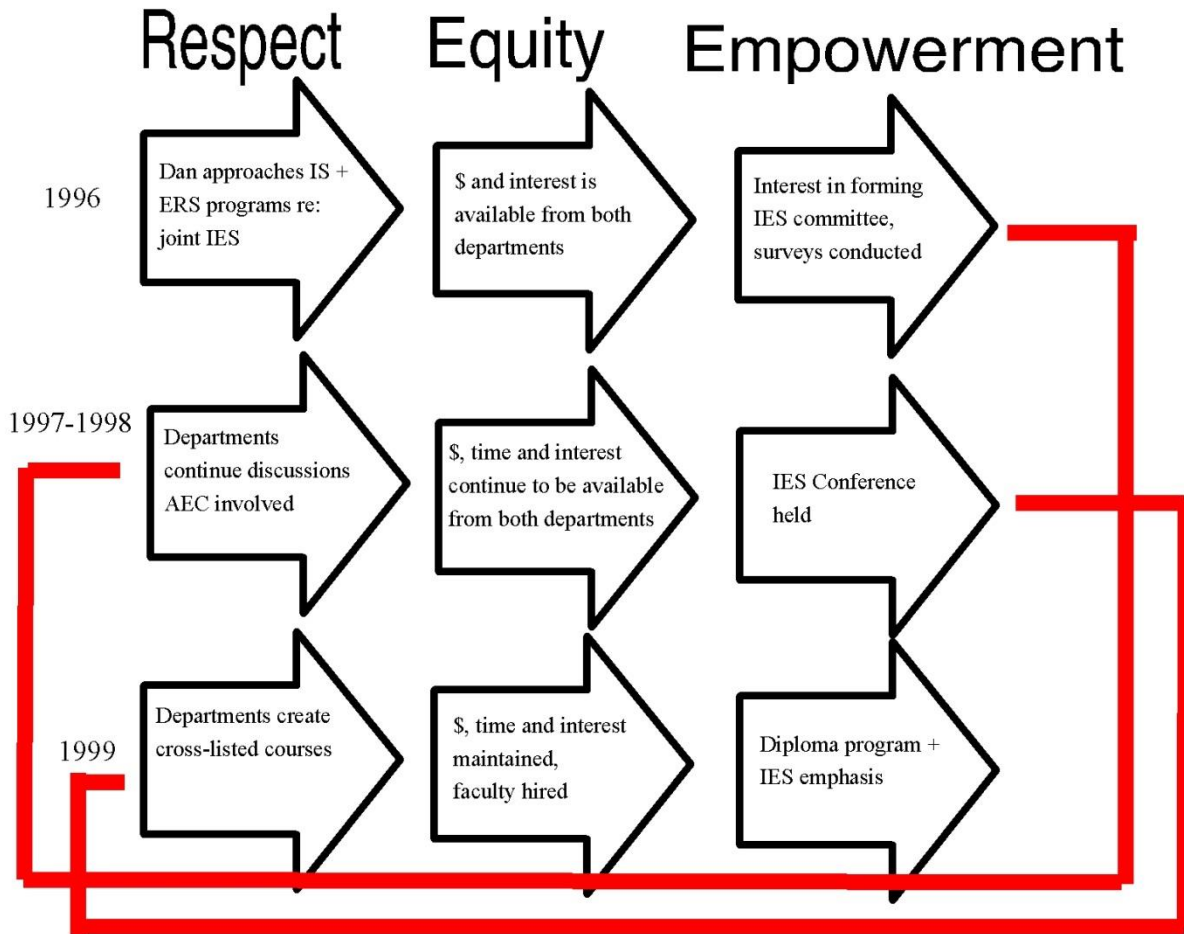 Respect Equity Empowerment
1996
Dan approaches IS +
ERS programs re:
joint IES
$ and interest is
available from both
departments
Interest in forming
IES committee,
surveys conducted
1997-1998
Departments
continue discussions
AEC involved
$, time and interest
continue to be available
from both departments
IES Conference
held
1999
Departments create
cross-listed courses
$, time and interest
maintained,
faculty hired
Diploma program +
IES emphasis